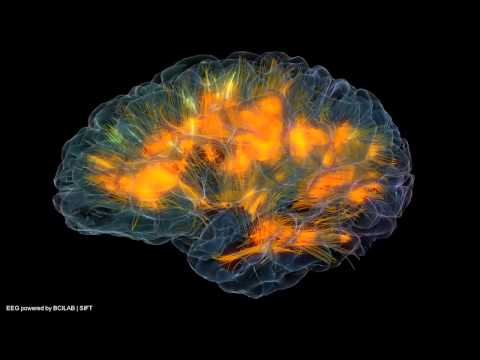 EEG powered by BCILAB | SIFT